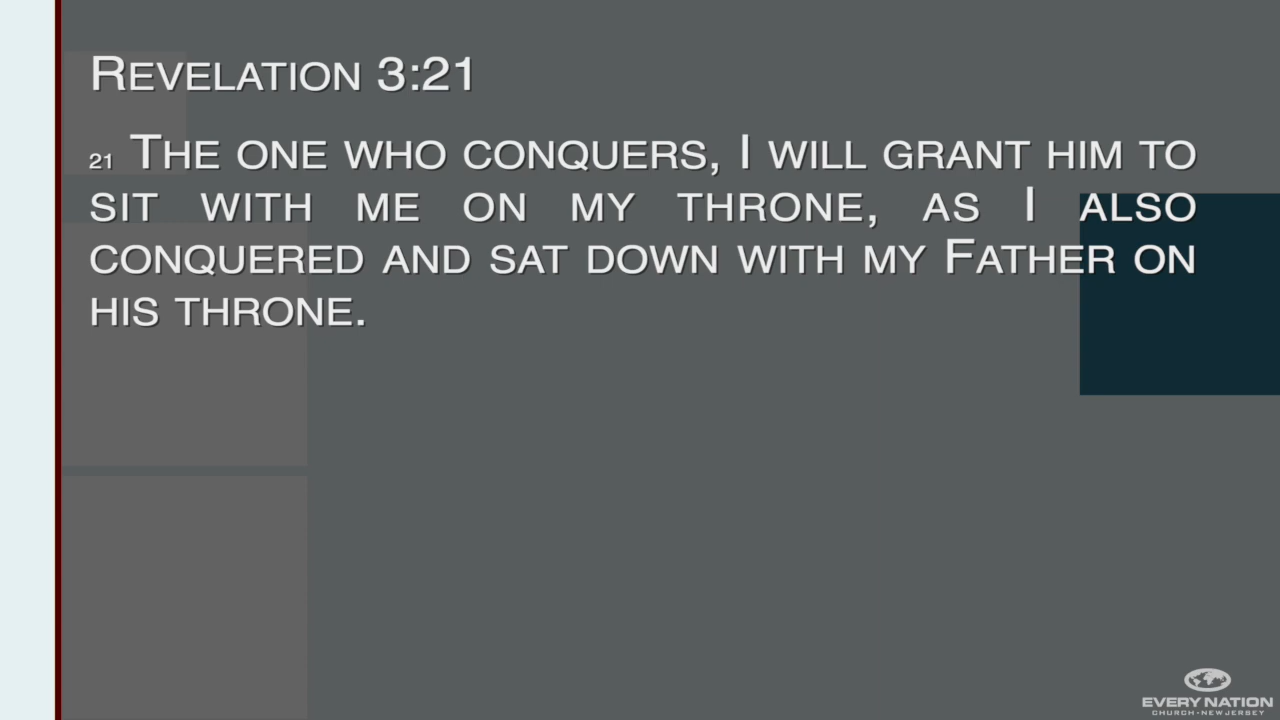 Revelation 3:21
21 The one who conquers, I will grant him to
sit with me on my throne, as I also
conquered and sat down with my Father on
his throne.
EVERY NATION
CHURCH • NEW JERSEY